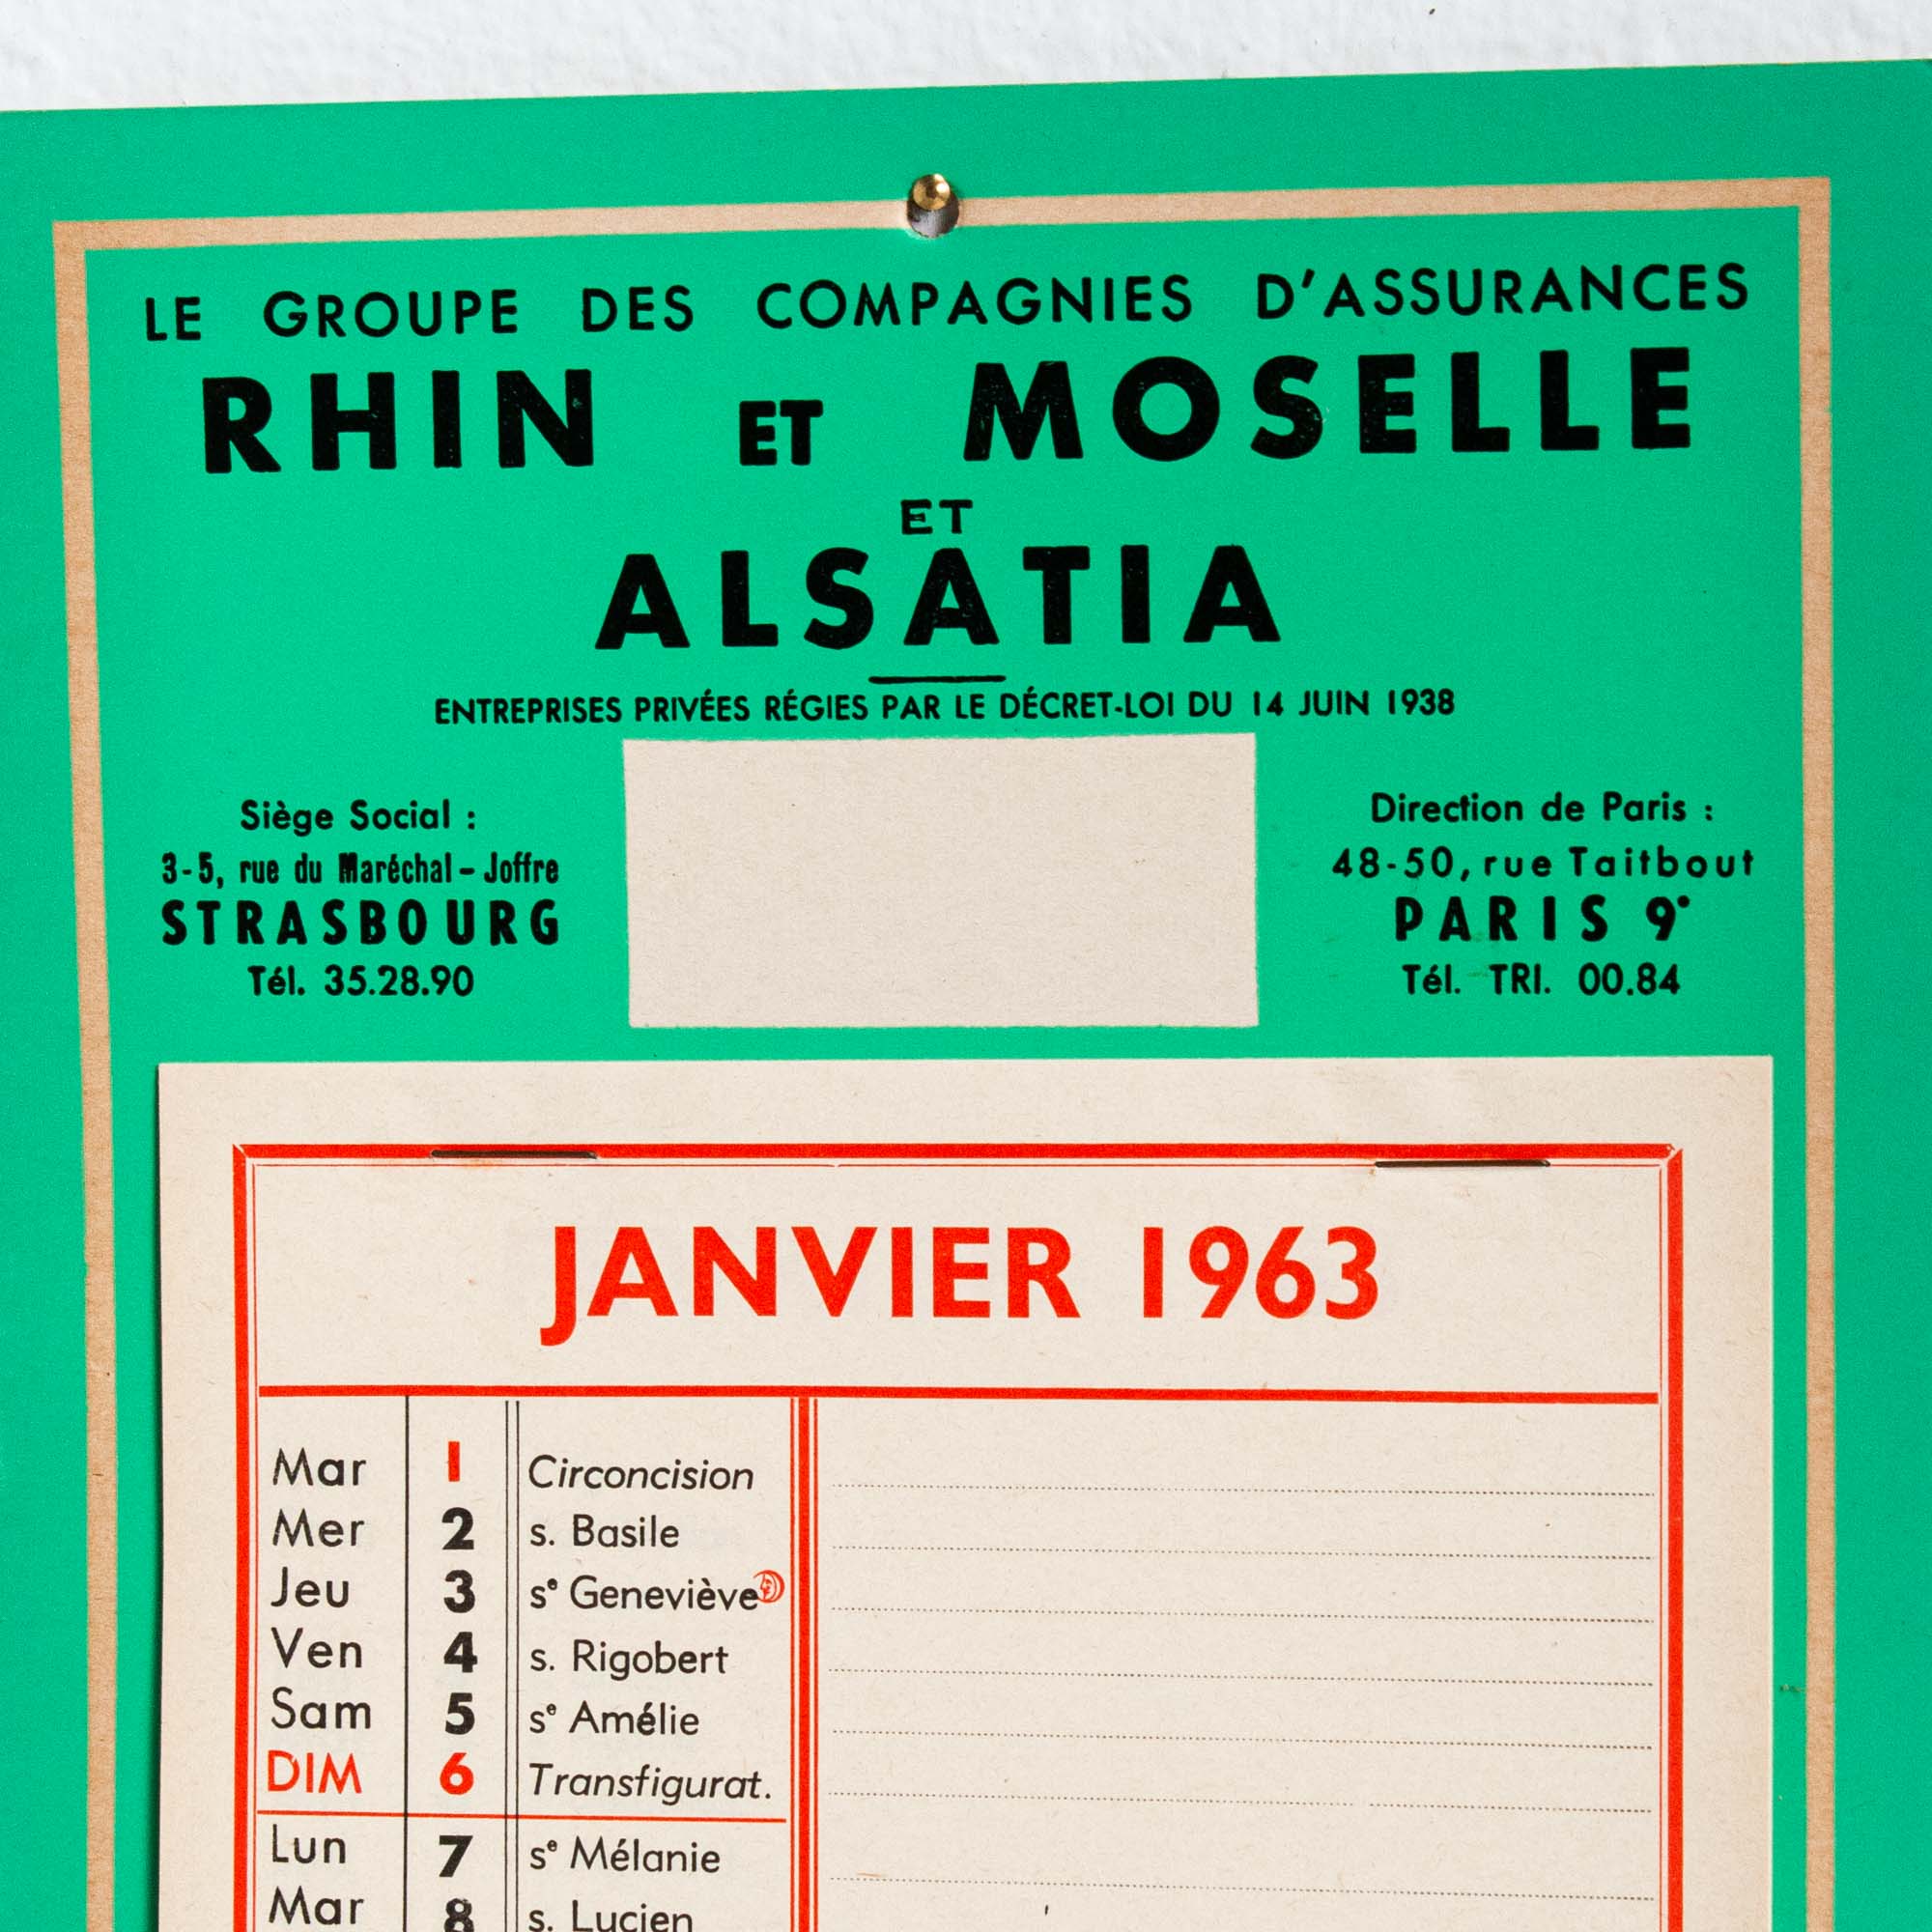 LE GROUPE DES COMPAGNIES D'ASSURANCES
RHIN ET MOSELLE
ET
ALSATIA
ENTREPRISES PRIVÉES RÉGIES PAR LE DÉCRET-LOI DU 14 JUIN 1938
Siège Social :
3-5, rue du Maréchal-Joffre
STRASBOURG
Tél. 35.28.90
Direction de Paris :
48-50, rue Taitbout
PARIS 9e
Tél. TRI. 00.84
JANVIER 1963
Mar 1 Circoncision
Mer 2 s. Basile
Jeu 3 se Geneviève
Ven 4 s. Rigobert
Sam 5 se Amélie
DIM 6 Transfigurat.
Lun 7 se Mélanie
Mar 8 s. Lucien